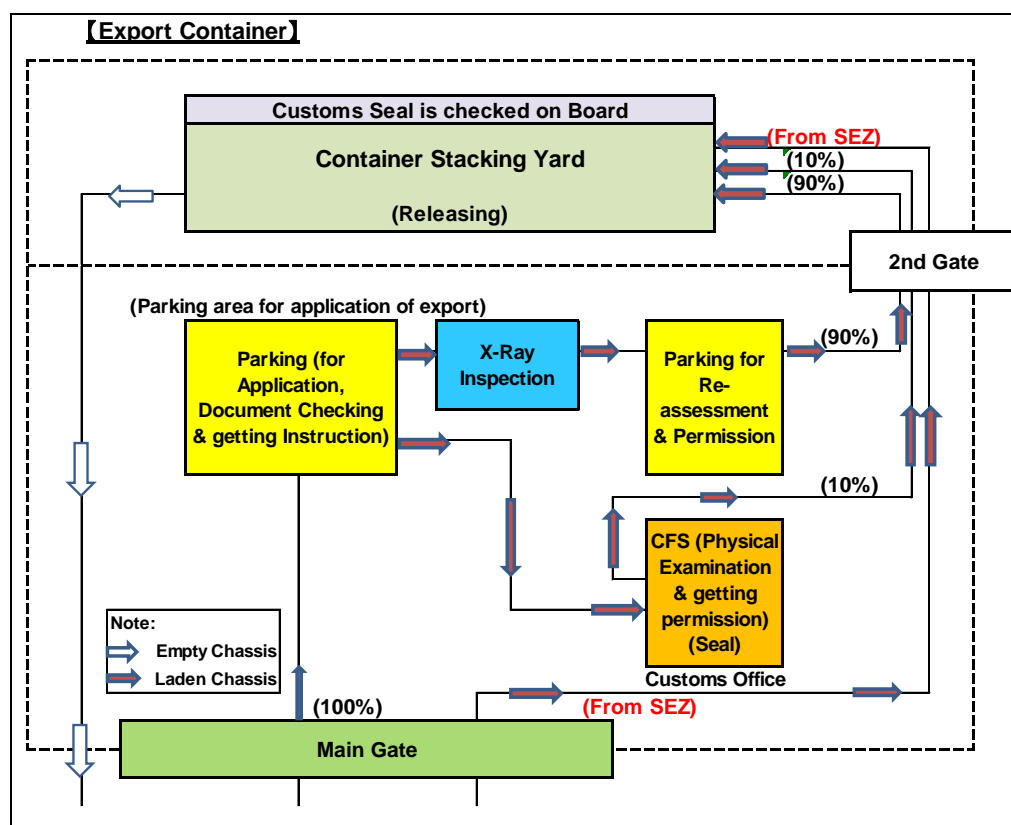 【Export Container】
Customs Seal is checked on Board
Container Stacking Yard
(Releasing)
(From SEZ)
(10%)
(90%)
2nd Gate
(Parking area for application of export)
Parking (for
Application,
Document Checking
& getting Instruction)
X-Ray
Inspection
Parking for
Re-
assessment
& Permission
(90%)
(10%)
CFS (Physical
Examination
& getting
permission)
(Seal)
Customs Office
Note:
Empty Chassis
Laden Chassis
(100%)
(From SEZ)
Main Gate